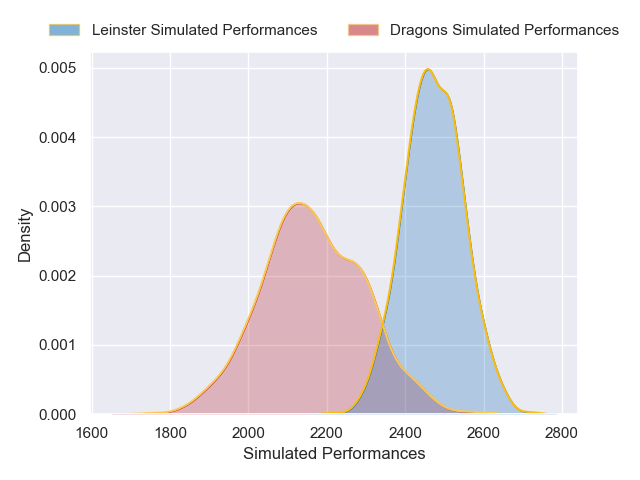 Leinster Simulated Performances Dragons Simulated Performances
0.005
0.004
0.003
0.002
0.001
0.000
Density
1600 1800 2000 2200 2400 2600 2800
Simulated Performances